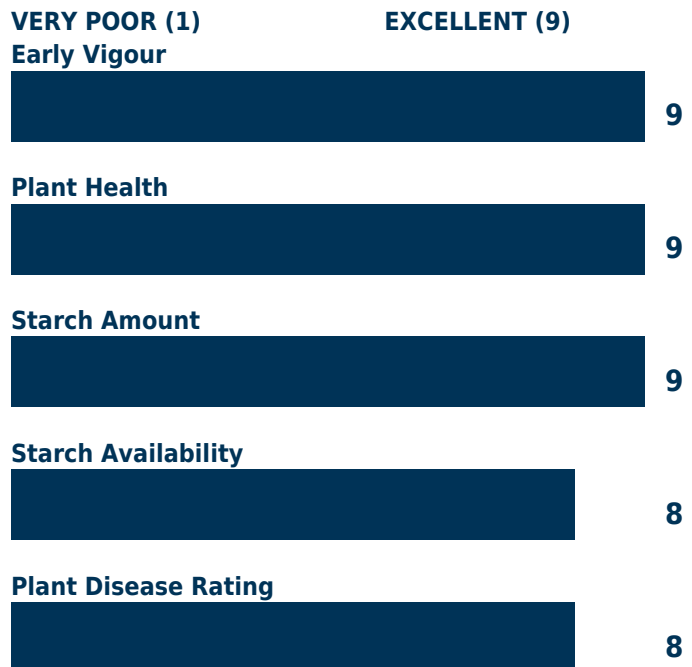 VERY POOR (1) EXCELLENT (9)
Early Vigour
9
Plant Health
9
Starch Amount
9
Starch Availability
8
Plant Disease Rating
8